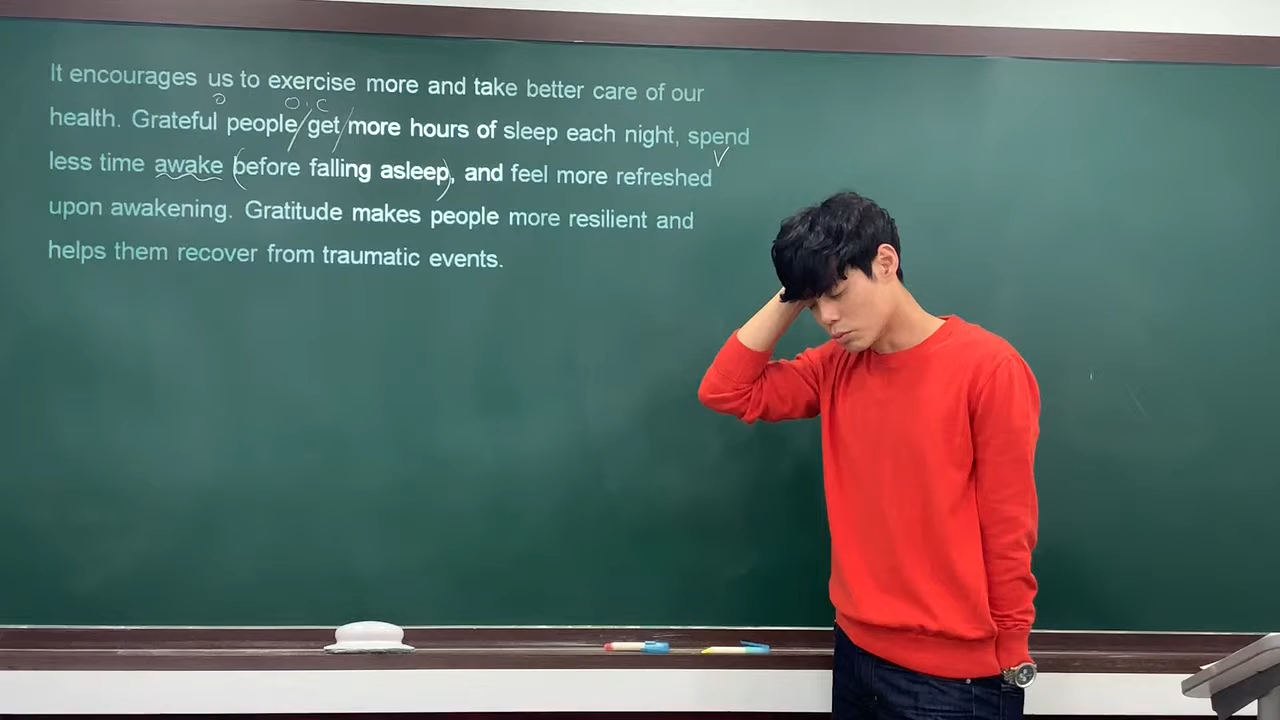 It encourages us to exercise more and take better care of our
health. Grateful people get more hours of sleep each night, spend
less time awake (before falling asleep), and feel more refreshed
upon awakening. Gratitude makes people more resilient and
helps them recover from traumatic events.